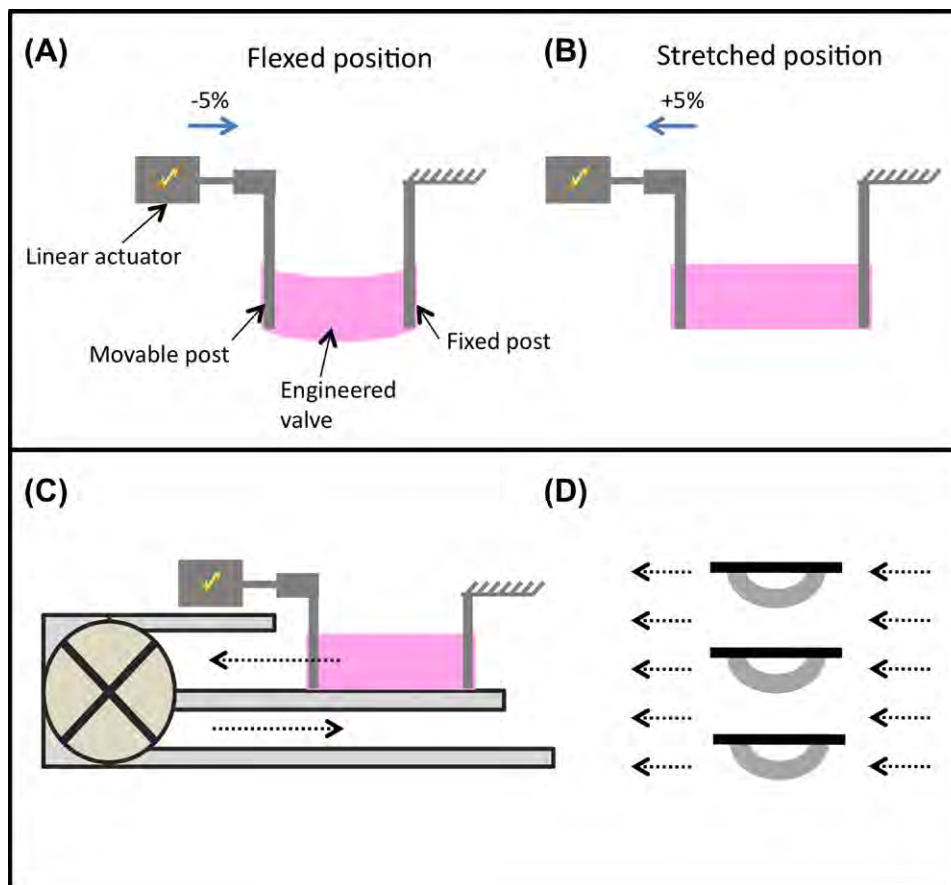 (A)
Flexed position
-5%
Linear actuator
Movable post
Engineered
valve
Fixed post
(B)
Stretched position
+5%
(C)
(D)